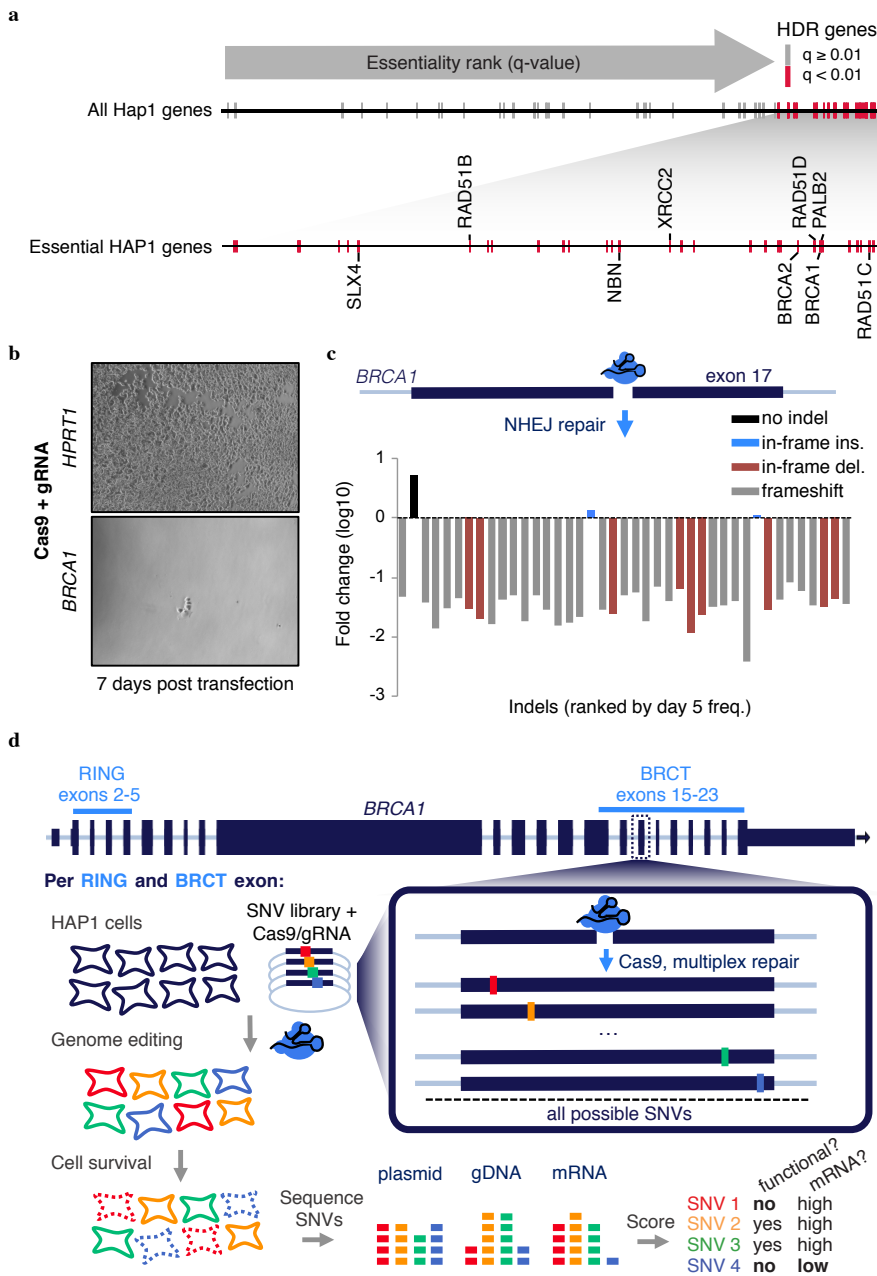 a
HDR genes
Essentiality rank (q-value)
q ≥ 0.01
q < 0.01
All Hap1 genes
RAD51B
XRCC2
RAD51D
PALB2
Essential HAP1 genes
SLX4
NBN
BRCA2
BRCA1
RAD51C
b
Cas9 + gRNA
HPRT1
BRCA1
7 days post transfection
c
BRCA1
exon 17
NHEJ repair
no indel
in-frame ins.
in-frame del.
frameshift
Fold change (log10)
1
0
-1
-2
-3
Indels (ranked by day 5 freq.)
d
RING
exons 2-5
BRCA1
BRCT
exons 15-23
Per RING and BRCT exon:
HAP1 cells
SNV library +
Cas9/gRNA
Cas9, multiplex repair
...
all possible SNVs
Genome editing
Cell survival
Sequence
SNVs
plasmid
gDNA
mRNA
Score
functional?
mRNA?
SNV 1 no high
SNV 2 yes high
SNV 3 yes high
SNV 4 no low